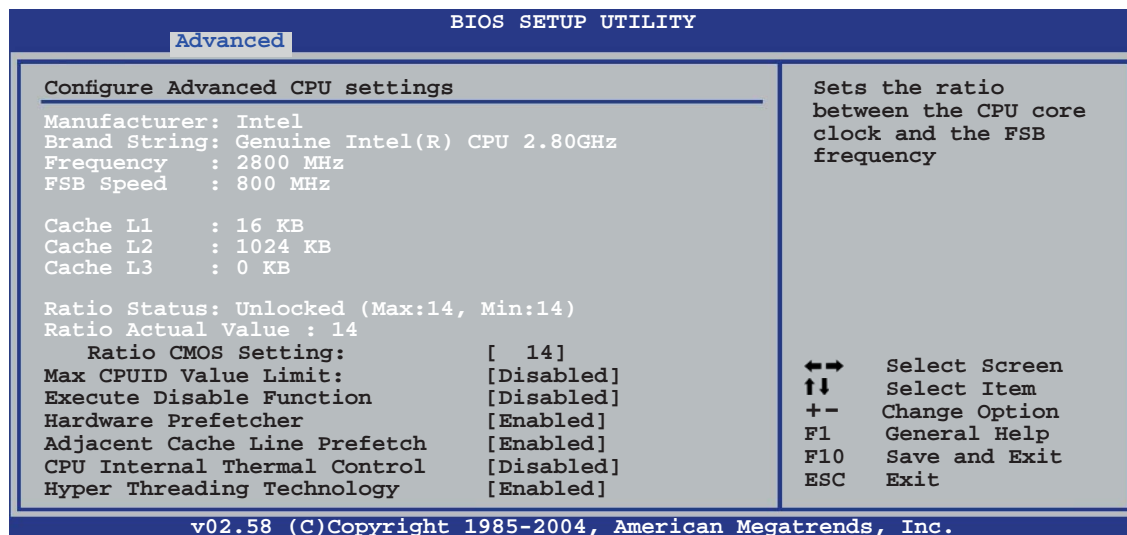 BIOS SETUP UTILITY
Advanced
Configure Advanced CPU settings
Manufacturer: Intel
Brand String: Genuine Intel(R) CPU 2.80GHz
Frequency : 2800 MHz
FSB Speed : 800 MHz
Cache L1 : 16 KB
Cache L2 : 1024 KB
Cache L3 : 0 KB
Ratio Status: Unlocked (Max:14, Min:14)
Ratio Actual Value : 14
Ratio CMOS Setting: [ 14]
Max CPUID Value Limit: [Disabled]
Execute Disable Function [Disabled]
Hardware Prefetcher [Enabled]
Adjacent Cache Line Prefetch [Enabled]
CPU Internal Thermal Control [Disabled]
Hyper Threading Technology [Enabled]
Sets the ratio
between the CPU core
clock and the FSB
frequency
←→ Select Screen
↑↓ Select Item
+- Change Option
F1 General Help
F10 Save and Exit
ESC Exit
v02.58 (C)Copyright 1985-2004, American Megatrends, Inc.